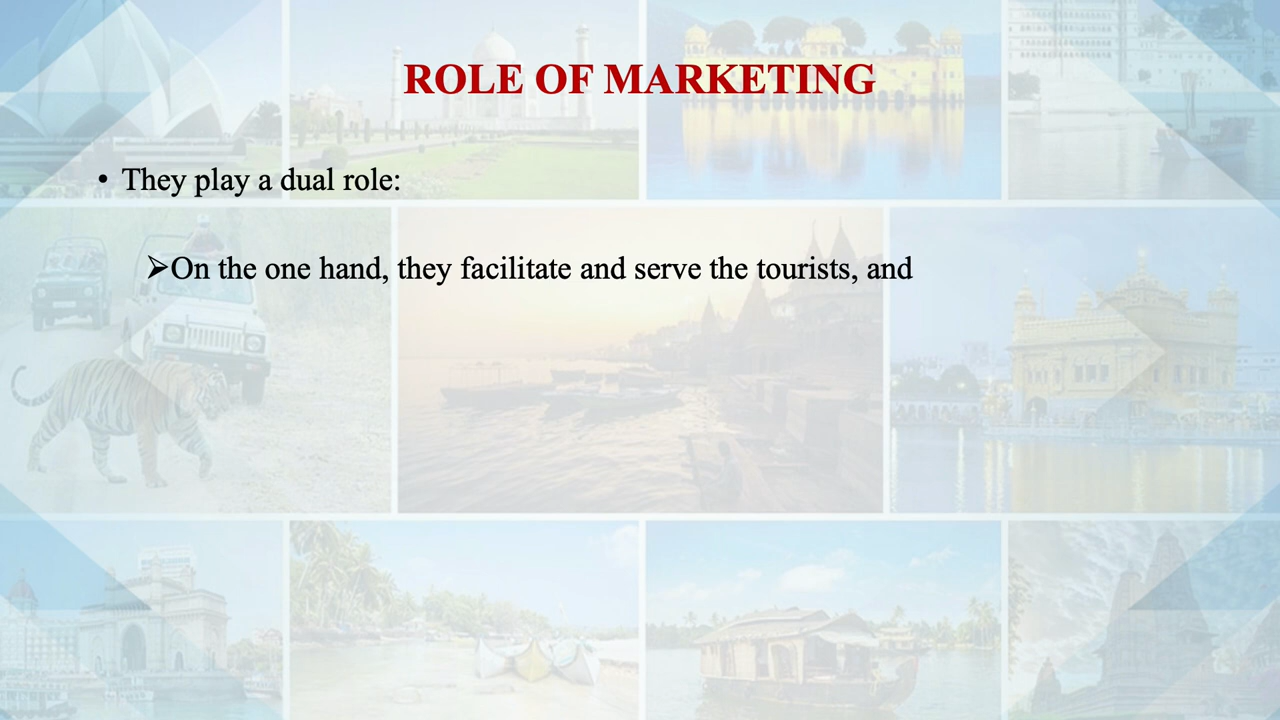 ROLE OF MARKETING
• They play a dual role:
➢On the one hand, they facilitate and serve the tourists, and